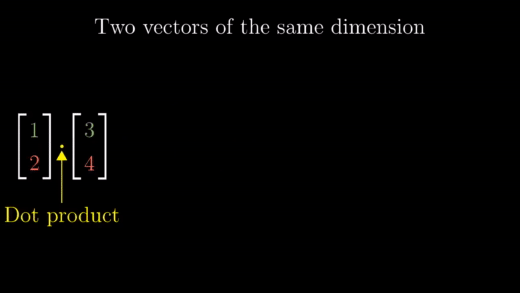 Two vectors of the same dimension
[1 2] · [3 4]
Dot product